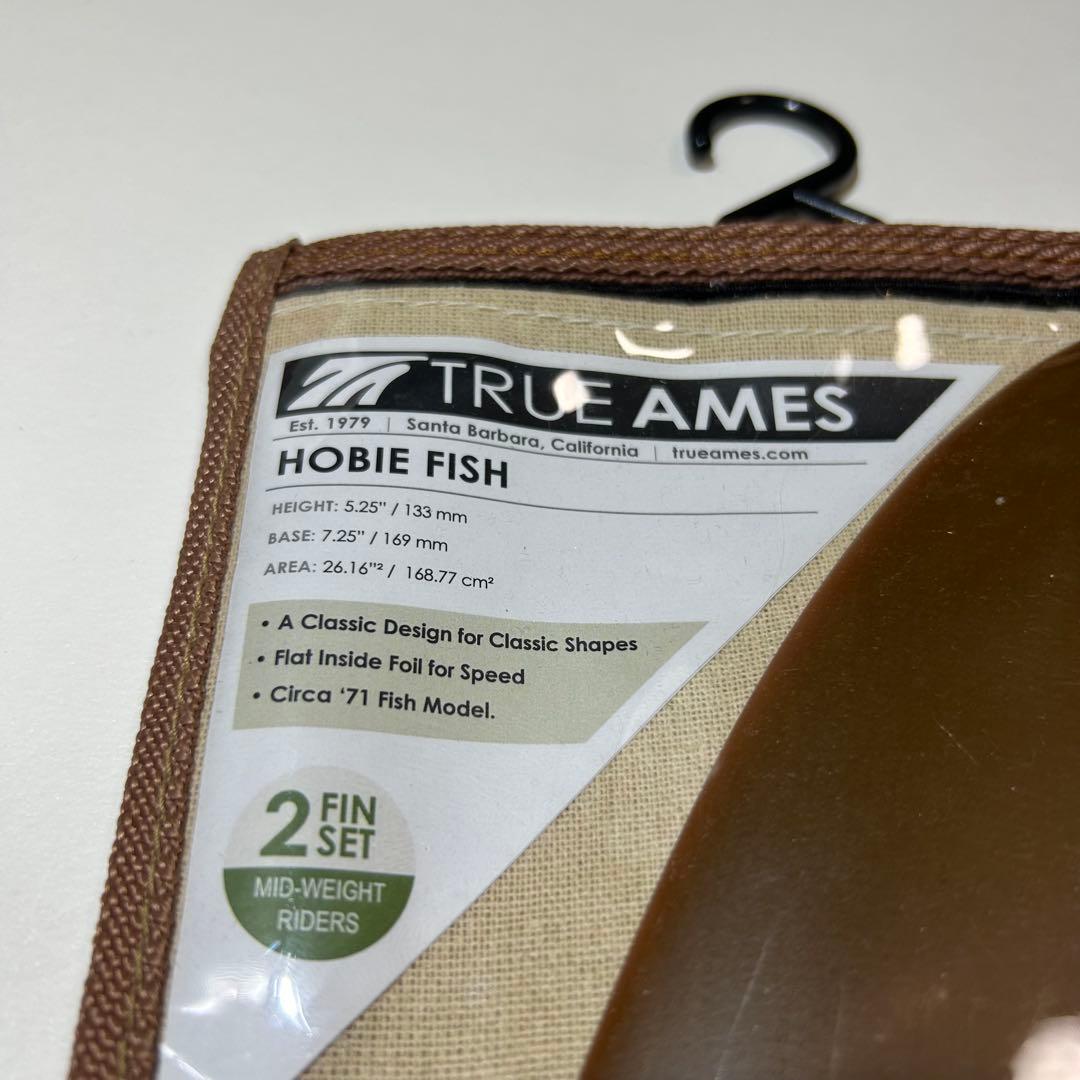 TRUE AMES
Est. 1979 | Santa Barbara, California | trueames.com
HOBIE FISH
HEIGHT: 5.25" / 133 mm
BASE: 7.25" / 169 mm
AREA: 26.16"² / 168.77 cm²
• A Classic Design for Classic Shapes
• Flat Inside Foil for Speed
• Circa ‘71 Fish Model.
2 FIN SET
MID-WEIGHT
RIDERS